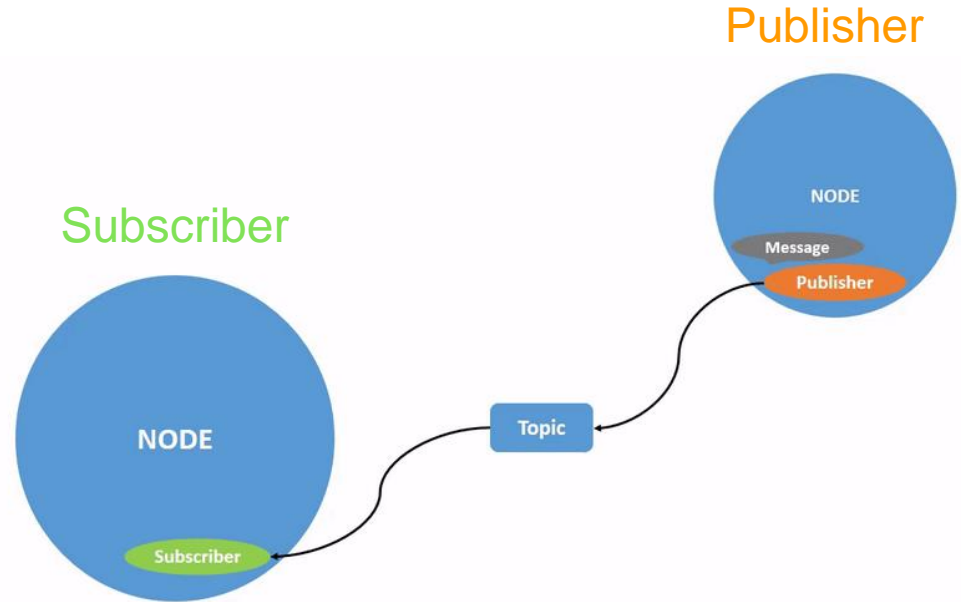 Publisher
NODE
Message
Publisher
Subscriber
Topic
NODE
Subscriber